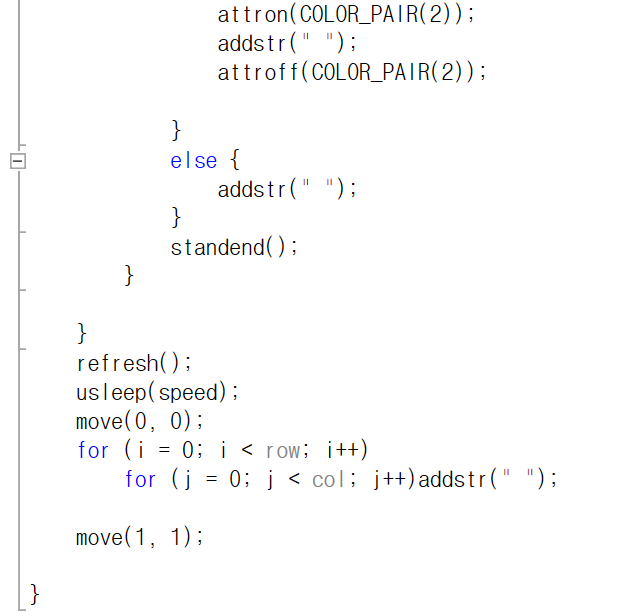 attron(COLOR_PAIR(2));
addstr(" ");
attroff(COLOR_PAIR(2));
}
else {
addstr(" ");
}
standend();
}
}
refresh();
usleep(speed);
move(0, 0);
for (i = 0; i < row; i++)
for (j = 0; j < col; j++)addstr(" ");
move(1, 1);
}